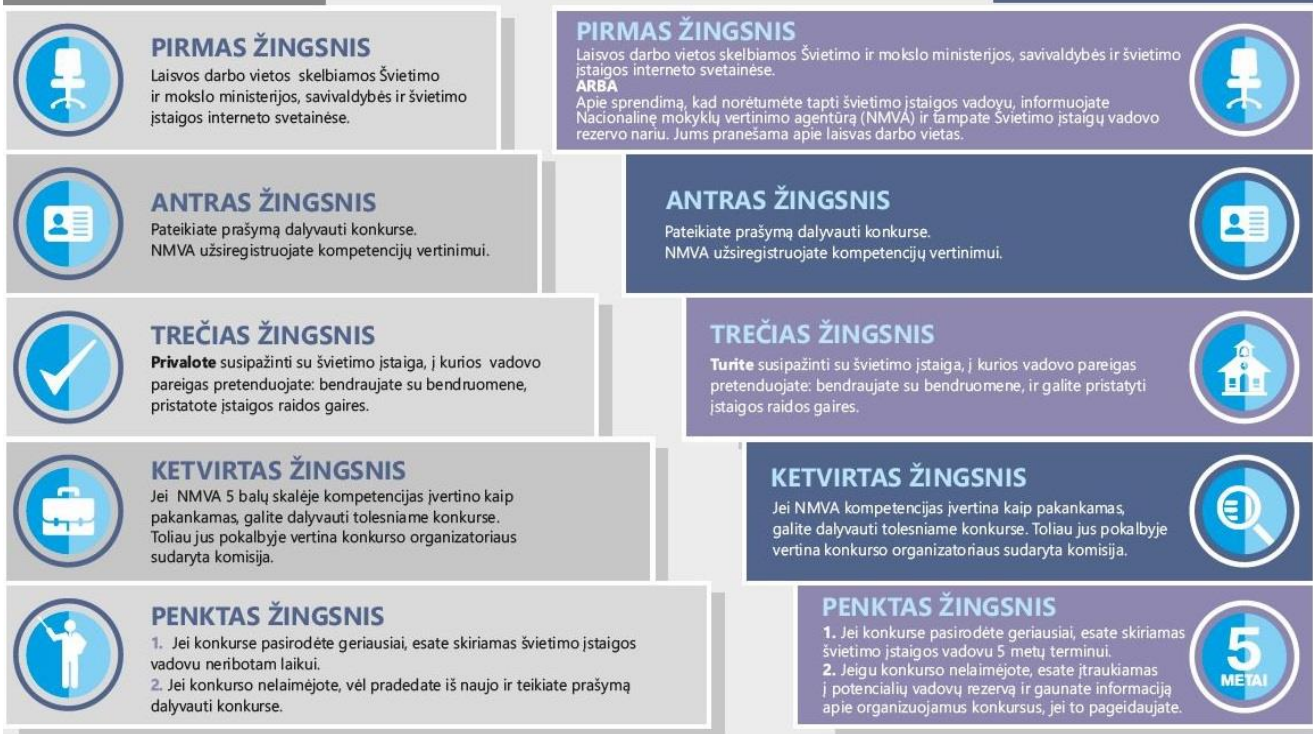 PIRMAS ŽINGSNIS
Laisvos darbo vietos skelbiamos Švietimo
ir mokslo ministerijos, savivaldybės ir švietimo
įstaigos interneto svetainėse.
ANTRAS ŽINGSNIS
Pateikiate prašymą dalyvauti konkurse.
NMVA užsiregistruojate kompetencijų vertinimui.
TREČIAS ŽINGSNIS
Privalote susipažinti su švietimo įstaiga, į kurios vadovo
pareigas pretenduojate: bendraujate su bendruomene,
pristatote įstaigos raidos gaires.
KETVIRTAS ŽINGSNIS
Jei NMVA 5 balų skalėje kompetencijas įvertino kaip
pakankamas, galite dalyvauti tolesniame konkurse.
Toliau jus pokalbyje vertina konkurso organizatoriaus
sudaryta komisija.
PENKTAS ŽINGSNIS
1. Jei konkurse pasirodėte geriausiai, esate skiriamas švietimo įstaigos
vadovu neribotam laikui.
2. Jei konkurso nelaimėjote, vėl pradedate iš naujo ir teikiate prašymą
dalyvauti konkurse.
PIRMAS ŽINGSNIS
Laisvos darbo vietos skelbiamos Švietimo ir mokslo ministerijos, savivaldybės ir švietimo
įstaigos interneto svetainėse.
ARBA
Apie sprendimą, kad norėtumėte tapti švietimo įstaigos vadovu, informuojate
Nacionalinę mokyklų vertinimo agentūrą (NMVA) ir tampate Švietimo įstaigų vadovo
rezervo nariu. Jums pranešama apie laisvas darbo vietas.
ANTRAS ŽINGSNIS
Pateikiate prašymą dalyvauti konkurse.
NMVA užsiregistruojate kompetencijų vertinimui.
TREČIAS ŽINGSNIS
Turite susipažinti su švietimo įstaiga, į kurios vadovo pareigas
pretenduojate: bendraujate su bendruomene, ir galite pristatyti
įstaigos raidos gaires.
KETVIRTAS ŽINGSNIS
Jei NMVA kompetencijas įvertina kaip pakankamas,
galite dalyvauti tolesniame konkurse. Toliau jus pokalbyje
vertina konkurso organizatoriaus sudaryta komisija.
PENKTAS ŽINGSNIS
1. Jei konkurse pasirodėte geriausiai, esate skiriamas
švietimo įstaigos vadovu 5 metų terminui.
2. Jeigu konkurso nelaimėjote, esate įtraukiamas
į potencialių vadovų rezervą ir gaunate informaciją
apie organizuojamus konkursus, jei to pageidaujate.
5
METAI